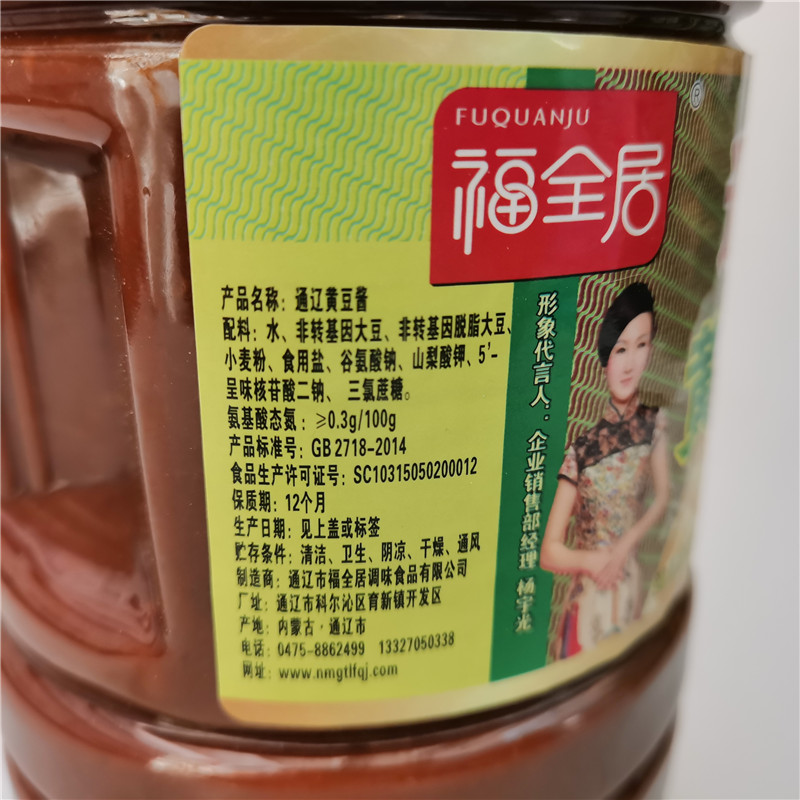 FUQUANJU
福全居
®
产品名称：通辽黄豆酱
配料：水、非转基因大豆、非转基因脱脂大豆、
小麦粉、食用盐、谷氨酸钠、山梨酸钾、5'-
呈味核苷酸二钠、三氯蔗糖。
氨基酸态氮：≥0.3g/100g
产品标准号：GB 2718-2014
食品生产许可证号：SC10315050200012
保质期：12个月
生产日期：见上盖或标签
贮存条件：清洁、卫生、阴凉、干燥、通风
制造商：通辽市福全居调味食品有限公司
厂址：通辽市科尔沁区育新镇开发区
产地：内蒙古·通辽市
电话：0475-8862499 13327050338
网址：www.nmgtlfqj.com
形象代言人：企业销售部经理 杨宇光